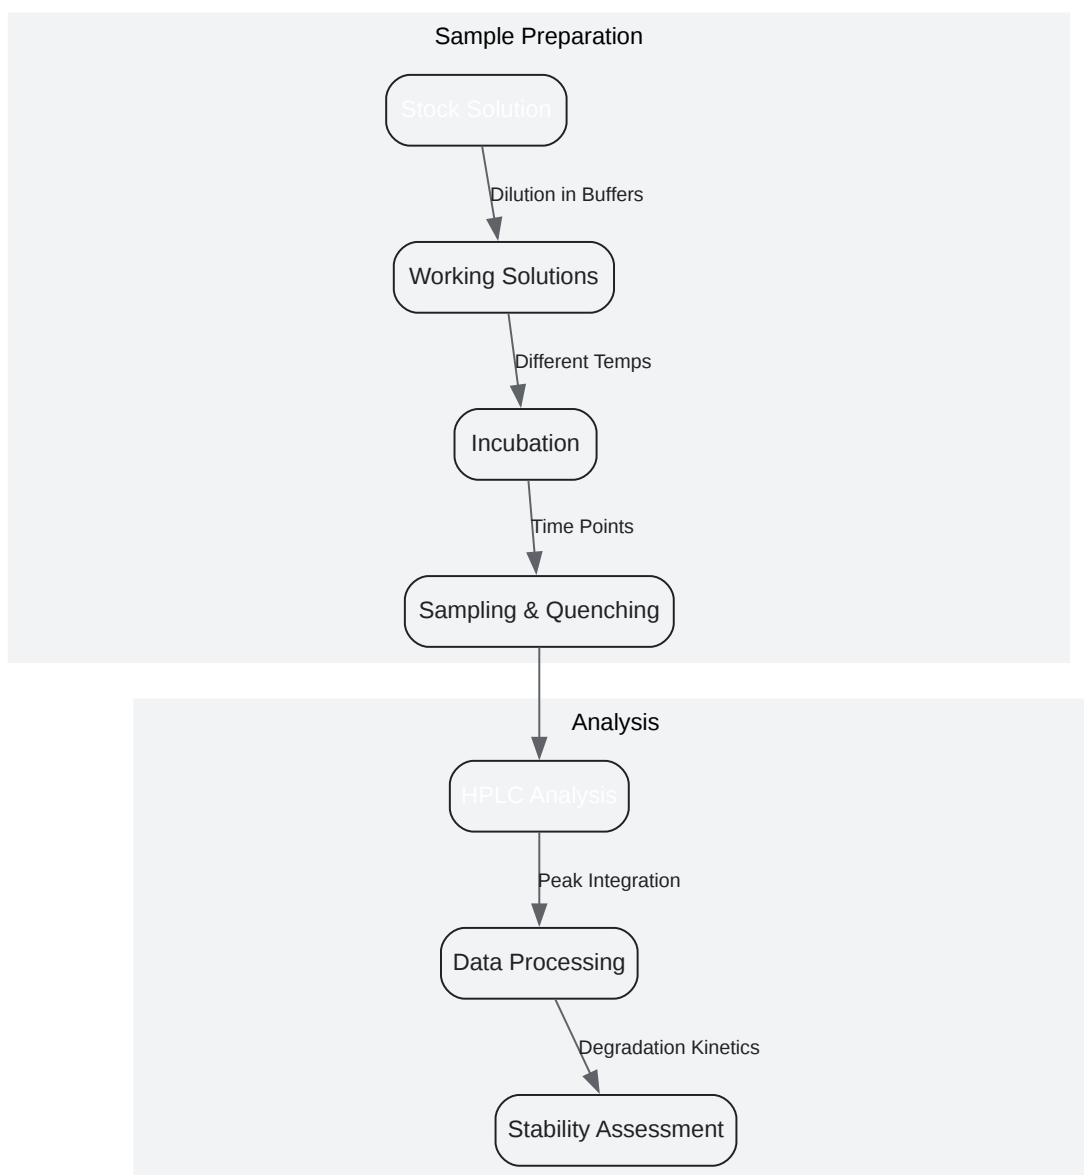 Sample Preparation
Stock Solution
Dilution in Buffers
Working Solutions
Different Temps
Incubation
Time Points
Sampling & Quenching
Analysis
HPLC Analysis
Peak Integration
Data Processing
Degradation Kinetics
Stability Assessment